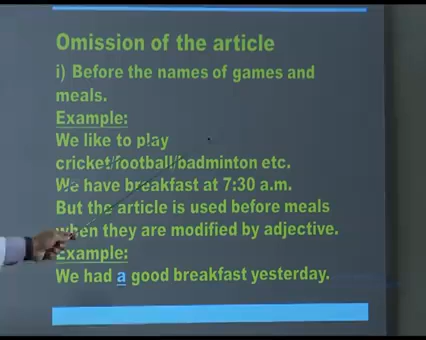 Omission of the article
i) Before the names of games and
meals.
Example:
We like to play
cricket/football/badminton etc.
We have breakfast at 7:30 a.m.
But the article is used before meals
when they are modified by adjective.
Example:
We had a good breakfast yesterday.